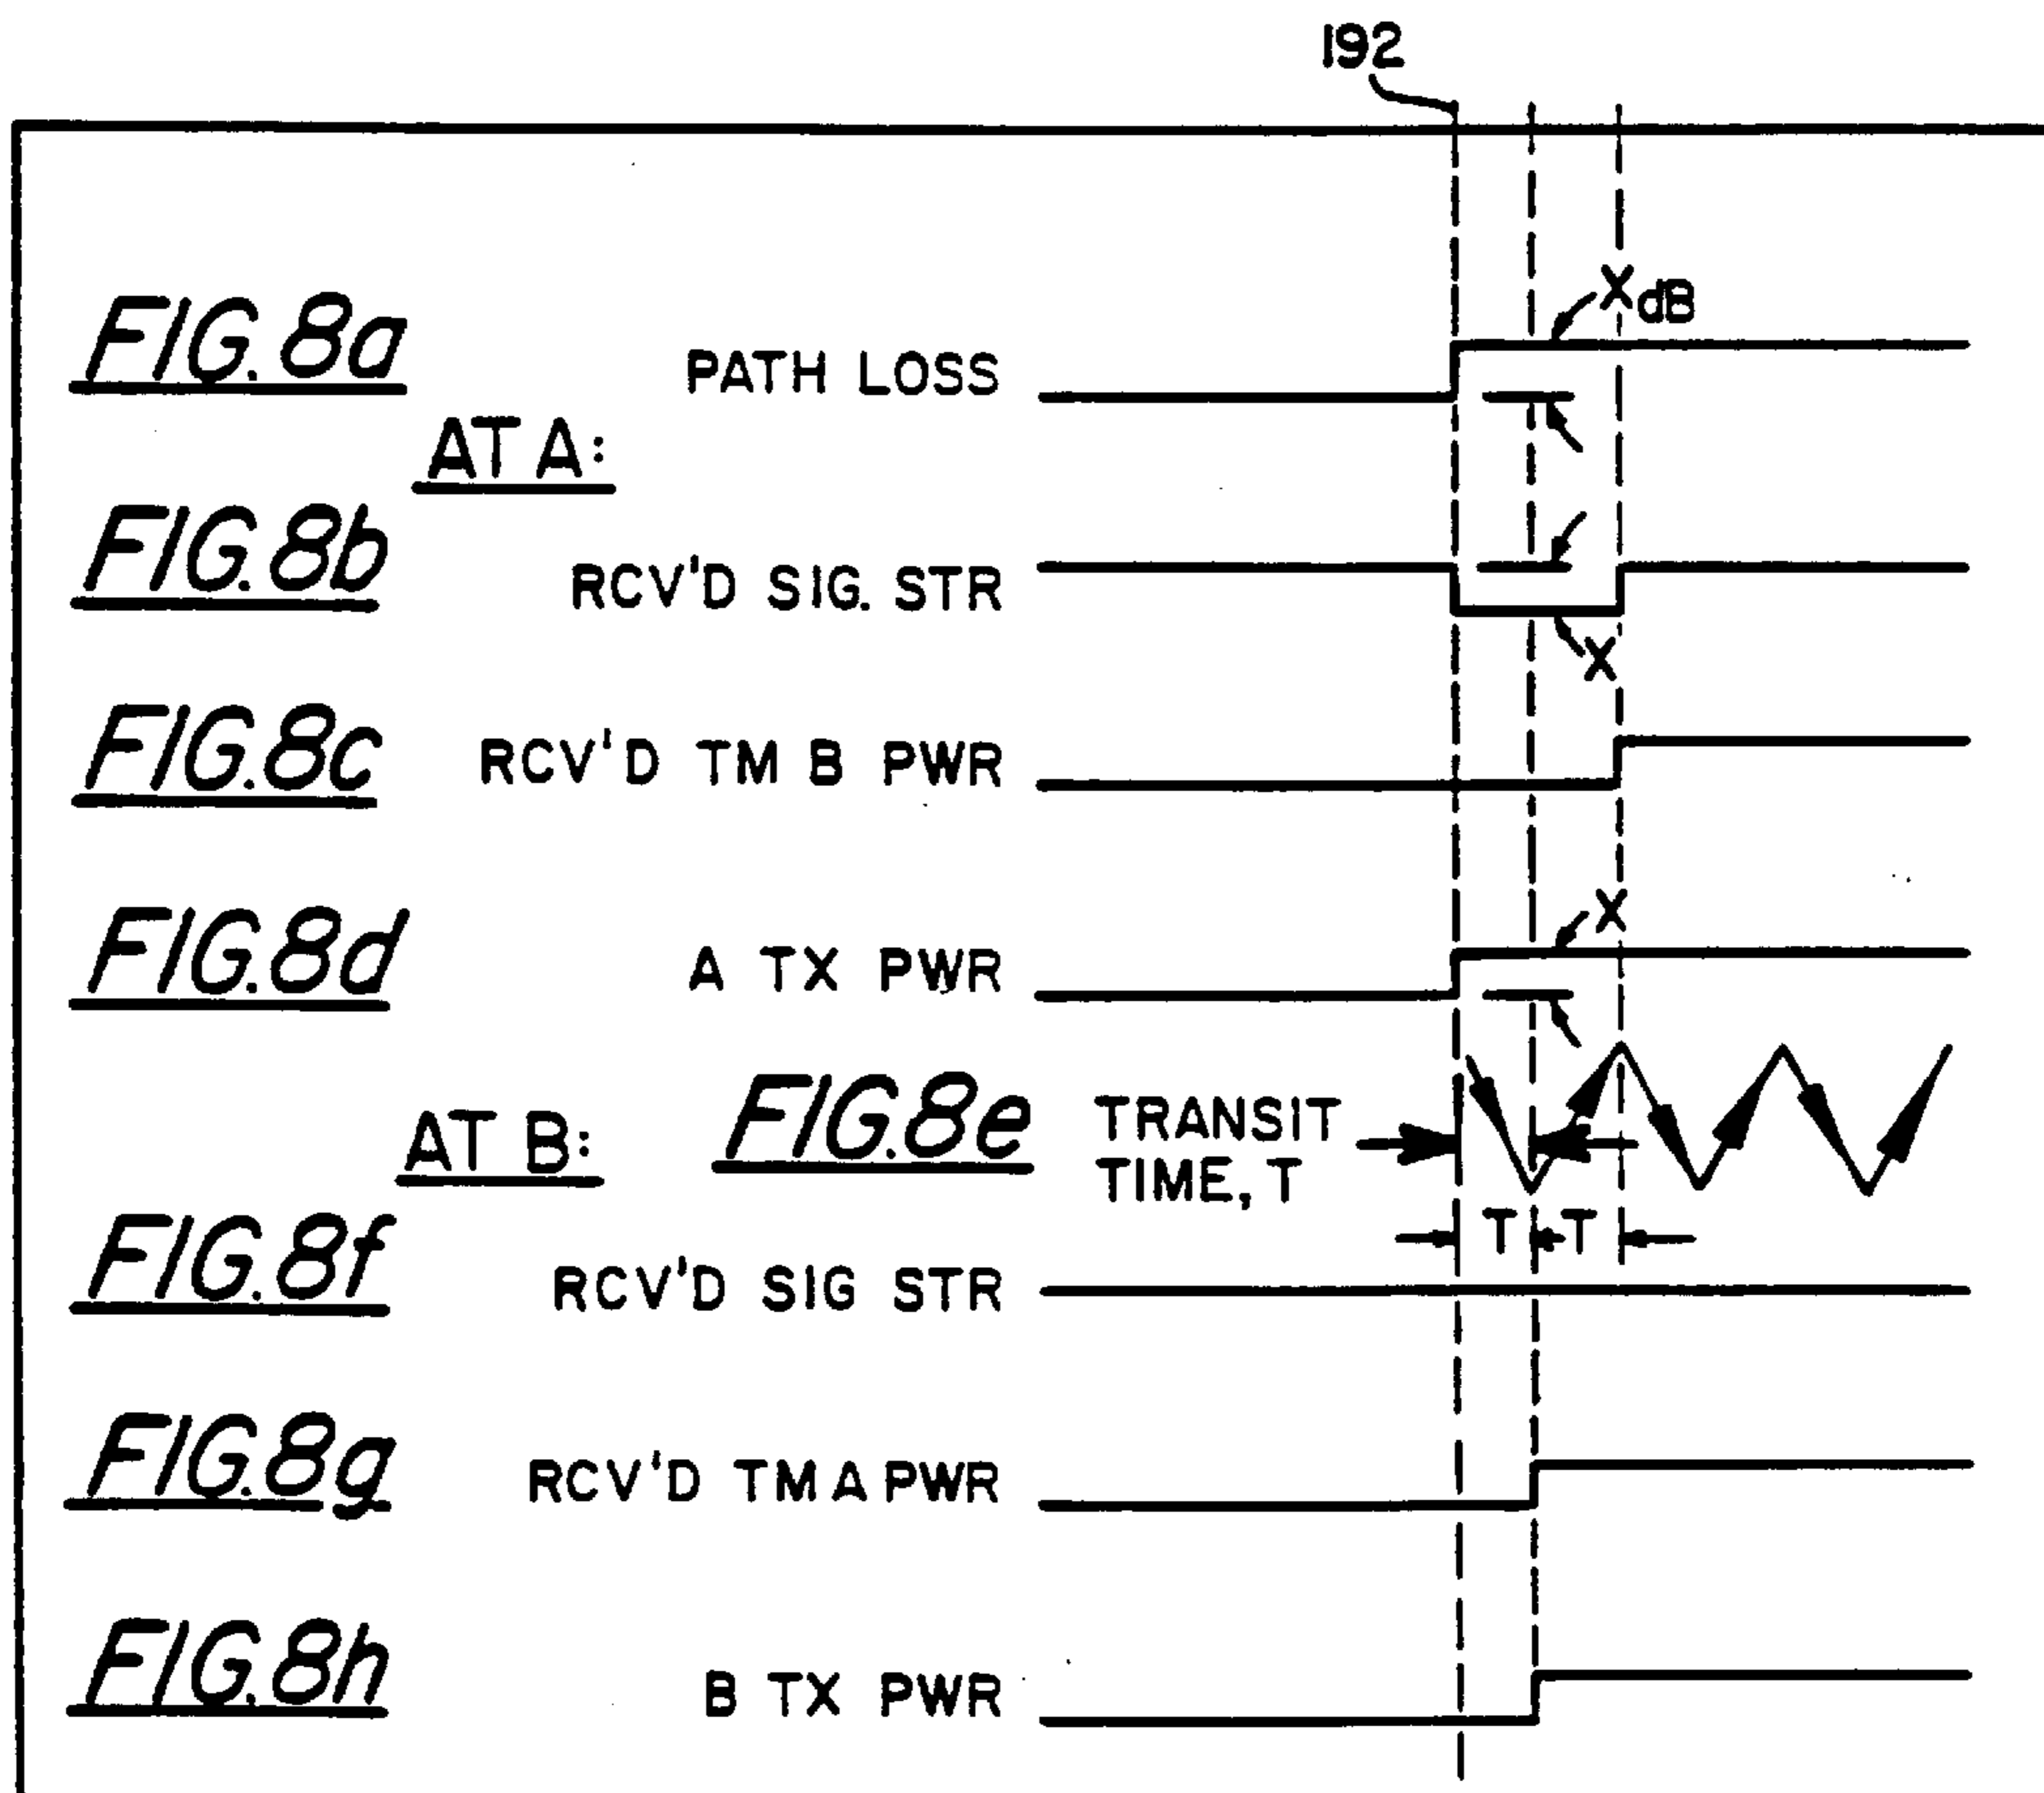 192
X dB
FIG. 8a PATH LOSS
AT A:
FIG. 8b RCV'D SIG. STR
X
FIG. 8c RCV'D TM B PWR
X
FIG. 8d A TX PWR
AT B: FIG. 8e TRANSIT
TIME, T
T T
FIG. 8f RCV'D SIG STR
FIG. 8g RCV'D TM A PWR
FIG. 8h B TX PWR